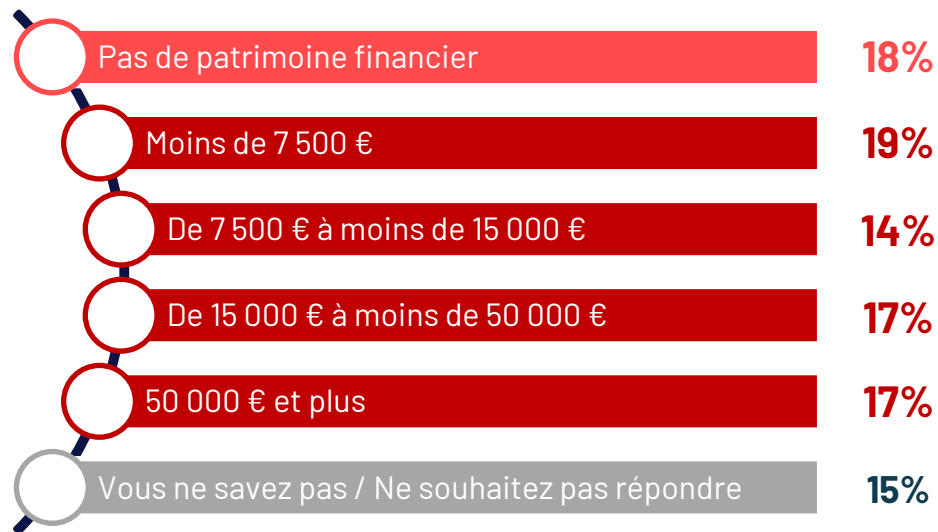 Pas de patrimoine financier 18%
Moins de 7 500 € 19%
De 7 500 € à moins de 15 000 € 14%
De 15 000 € à moins de 50 000 € 17%
50 000 € et plus 17%
Vous ne savez pas / Ne souhaitez pas répondre 15%